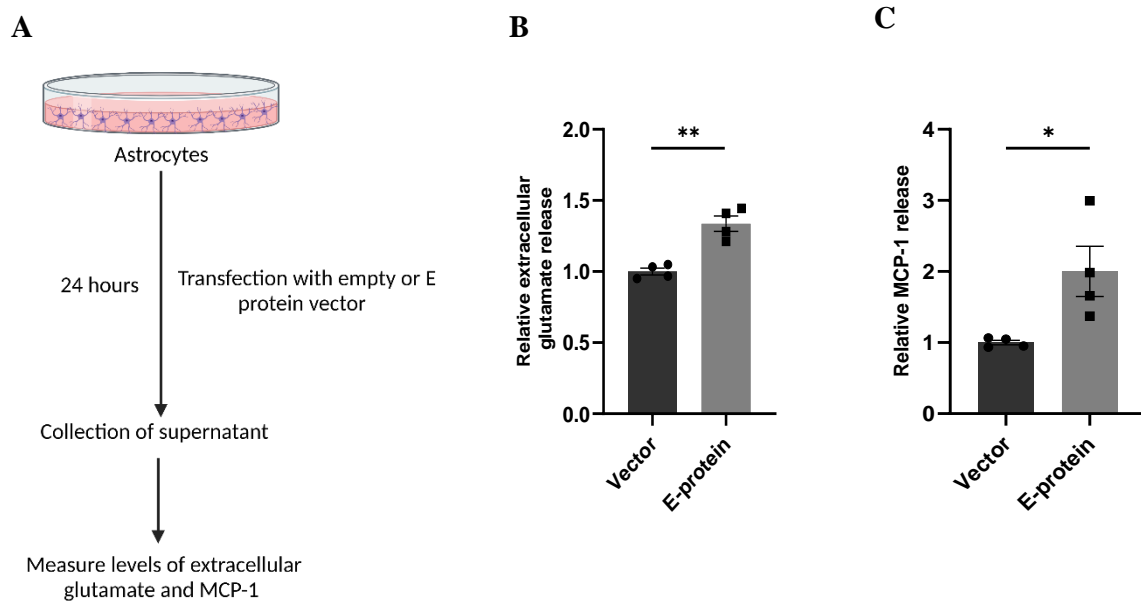 A
Astrocytes
24 hours
Transfection with empty or E
protein vector
Collection of supernatant
Measure levels of extracellular
glutamate and MCP-1
B
Relative extracellular
glutamate release
2.0
1.5
1.0
0.5
0.0
**
Vector
E-protein
C
Relative MCP-1 release
4
3
2
1
0
*
Vector
E-protein